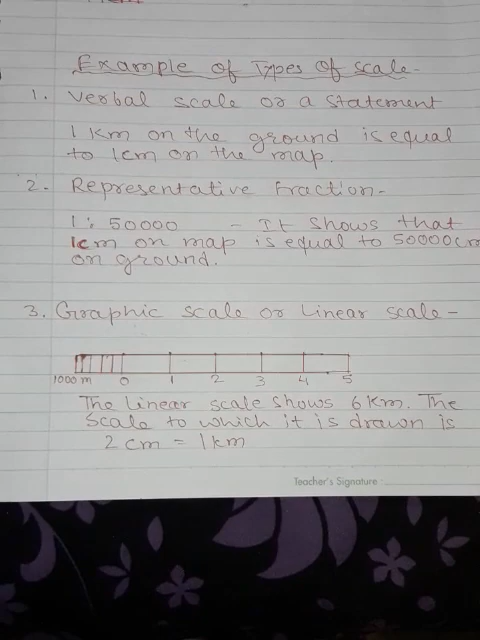 Example of Types of scale-
1. Verbal scale or a statement
1 Km on the ground is equal
to 1cm on the map.
2. Representative fraction-
1: 50000 - It shows that
1cm on map is equal to 50000cm
on ground.
3. Graphic scale or Linear scale-
1000 m 0 1 2 3 4 5
The linear scale shows 6 Km. The
Scale to which it is drawn is
2 cm = 1 km
Teacher's Signature